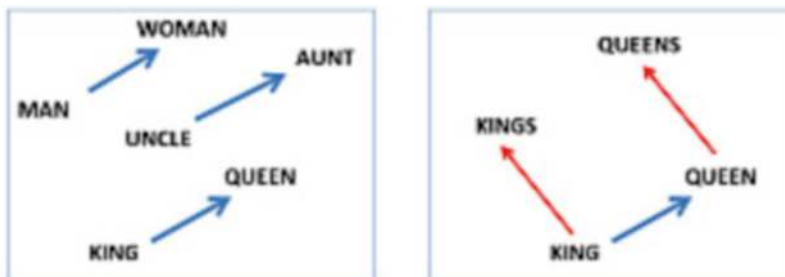 WOMAN
AUNT
MAN
UNCLE
QUEEN
KING
QUEENS
KINGS
QUEEN
KING